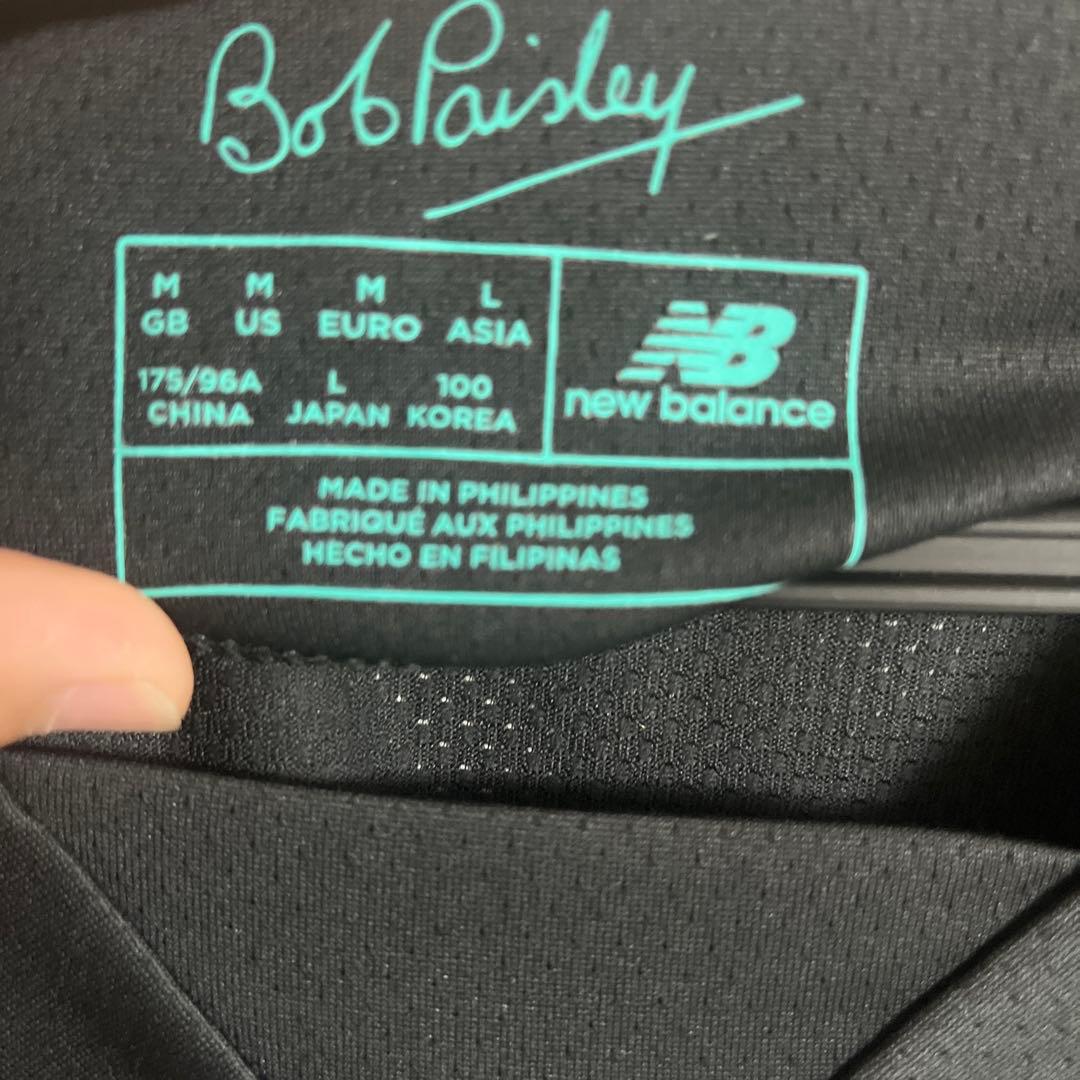 Bob Paisley
M M M L
GB US EURO ASIA
175/96A L 100
CHINA JAPAN KOREA
NB
new balance
MADE IN PHILIPPINES
FABRIQUÉ AUX PHILIPPINES
HECHO EN FILIPINAS